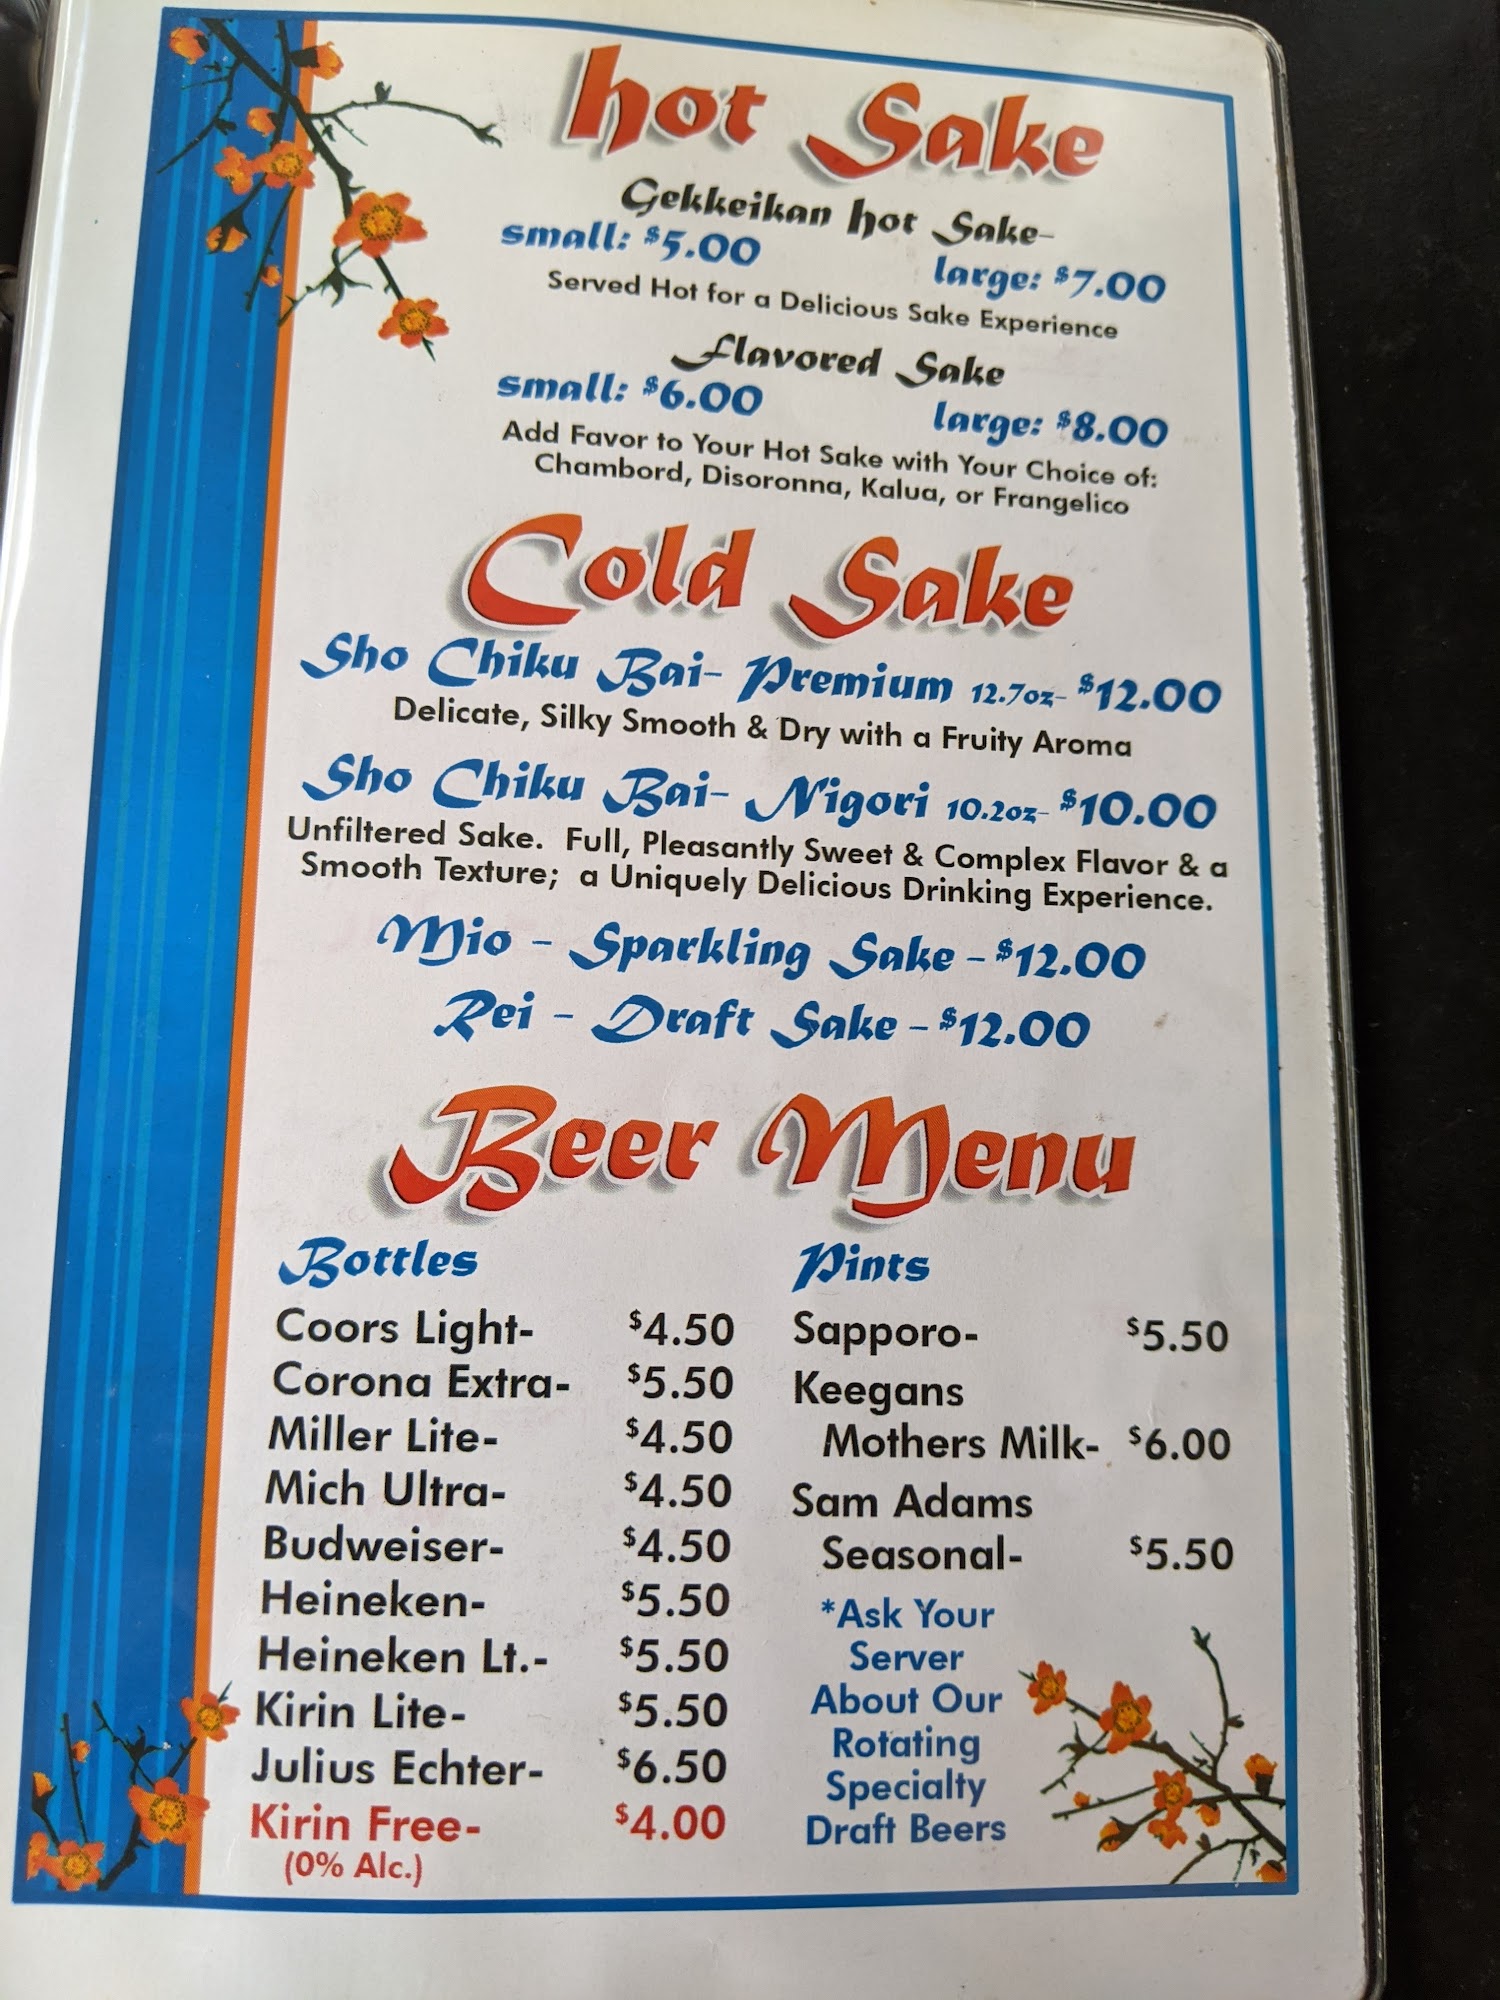 hot Sake
Gekkeikan hot Sake-
small: $5.00 large: $7.00
Served Hot for a Delicious Sake Experience
flavored Sake
small: $6.00 large: $8.00
Add Favor to Your Hot Sake with Your Choice of:
Chambord, Disoronna, Kalua, or Frangelico
Cold Sake
Sho Chiku Bai- Premium 12.7oz- $12.00
Delicate, Silky Smooth & Dry with a Fruity Aroma
Sho Chiku Bai- Nigori 10.2oz- $10.00
Unfiltered Sake. Full, Pleasantly Sweet & Complex Flavor & a
Smooth Texture; a Uniquely Delicious Drinking Experience.
Mio - Sparkling Sake - $12.00
Rei - Draft Sake - $12.00
Beer Menu
Bottles
Coors Light- $4.50
Corona Extra- $5.50
Miller Lite- $4.50
Mich Ultra- $4.50
Budweiser- $4.50
Heineken- $5.50
Heineken Lt.- $5.50
Kirin Lite- $5.50
Julius Echter- $6.50
Kirin Free- $4.00
(0% Alc.)
Pints
Sapporo- $5.50
Keegans
Mothers Milk- $6.00
Sam Adams
Seasonal- $5.50
*Ask Your
Server
About Our
Rotating
Specialty
Draft Beers